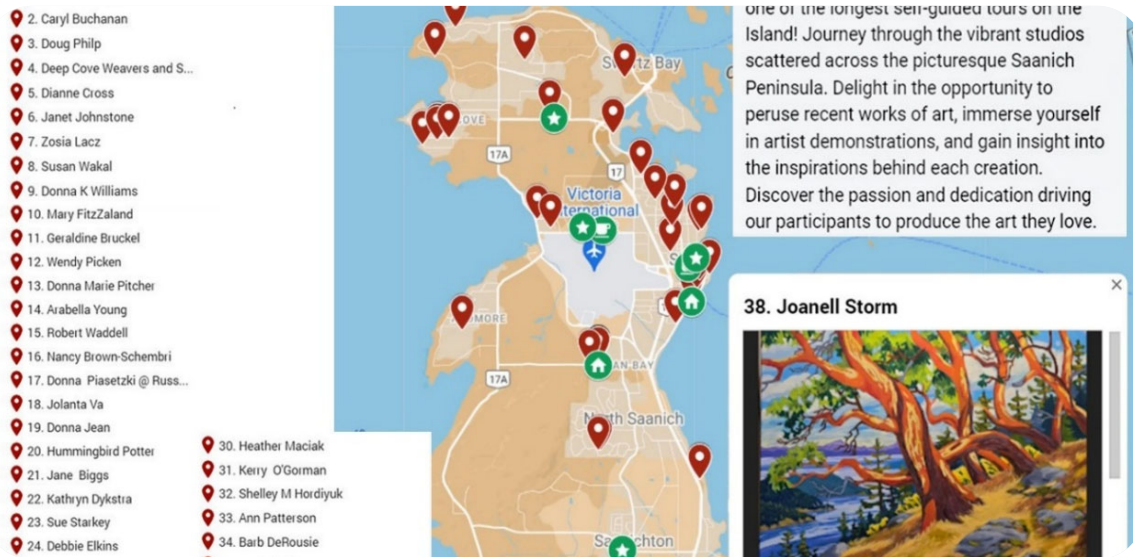 2. Caryl Buchanan
3. Doug Philp
4. Deep Cove Weavers and S...
5. Dianne Cross
6. Janet Johnstone
7. Zosia Lacz
8. Susan Wakal
9. Donna K Williams
10. Mary FitzZaland
11. Geraldine Bruckel
12. Wendy Picken
13. Donna Marie Pitcher
14. Arabella Young
15. Robert Waddell
16. Nancy Brown-Schembri
17. Donna Piasetzki @ Russ...
18. Jolanta Va
19. Donna Jean
20. Hummingbird Potter
21. Jane Biggs
22. Kathryn Dykstra
23. Sue Starkey
24. Debbie Elkins
30. Heather Maciak
31. Kerry O'Gorman
32. Shelley M Hordiyuk
33. Ann Patterson
34. Barb DeRousie
OVE
17A
17
Victoria
MORE
AN BAY
17A
North Saanich
one of the longest self-guided tours on the
Island! Journey through the vibrant studios
scattered across the picturesque Saanich
Peninsula. Delight in the opportunity to
peruse recent works of art, immerse yourself
in artist demonstrations, and gain insight into
the inspirations behind each creation.
Discover the passion and dedication driving
our participants to produce the art they love.
38. Joanell Storm